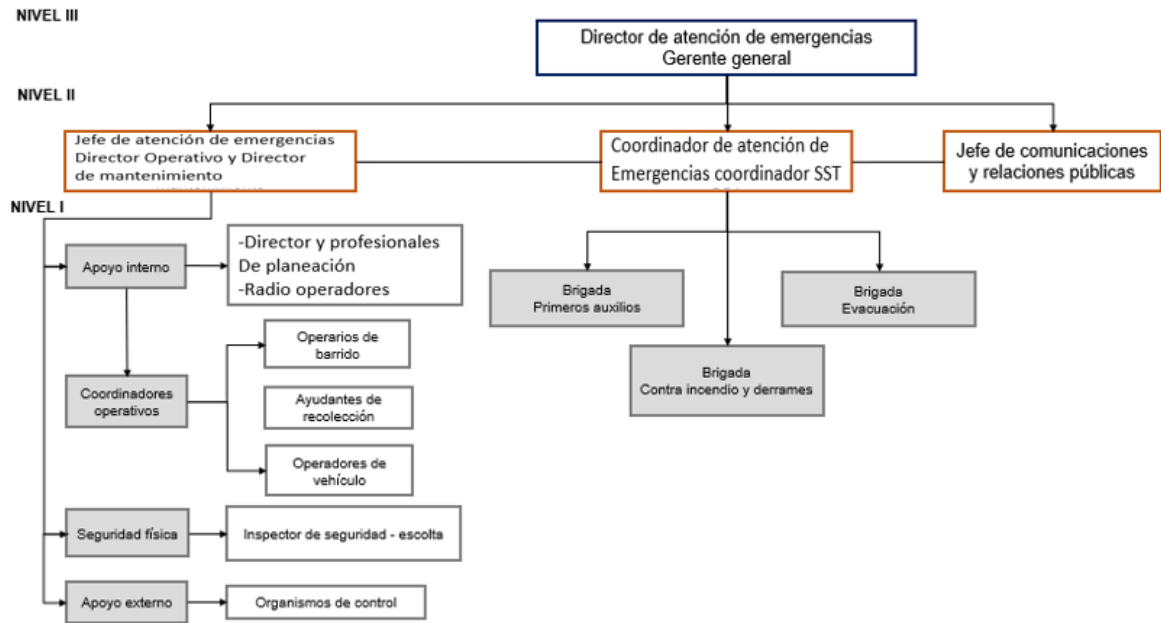 NIVEL III
Director de atención de emergencias
Gerente general
NIVEL II
Jefe de atención de emergencias
Director Operativo y Director
de mantenimiento
Coordinador de atención de
Emergencias coordinador SST
Jefe de comunicaciones
y relaciones públicas
NIVEL I
Apoyo interno
-Director y profesionales
De planeación
-Radio operadores
Brigada
Primeros auxilios
Brigada
Evacuación
Operarios de
barrido
Brigada
Contra incendio y derrames
Coordinadores
operativos
Ayudantes de
recolección
Operadores de
vehículo
Seguridad física
Inspector de seguridad - escolta
Apoyo externo
Organismos de control